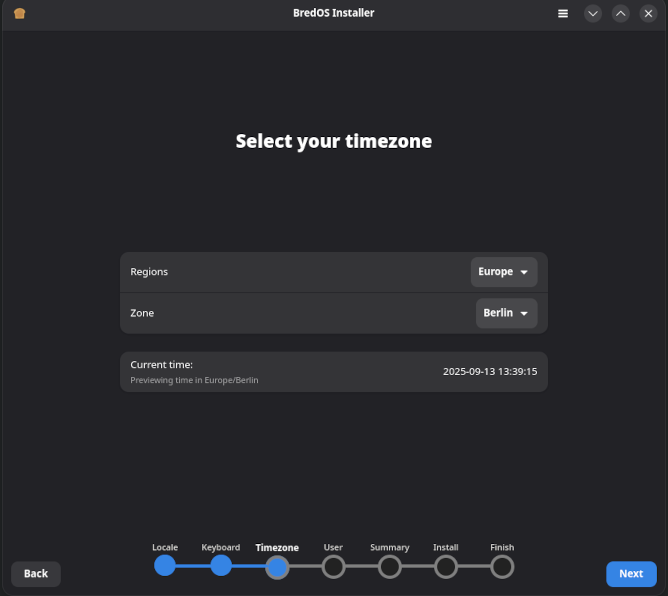 BredOS Installer
Select your timezone
Regions
Europe
Zone
Berlin
Current time:
Previewing time in Europe/Berlin
2025-09-13 13:39:15
Locale
Keyboard
Timezone
User
Summary
Install
Finish
Back
Next